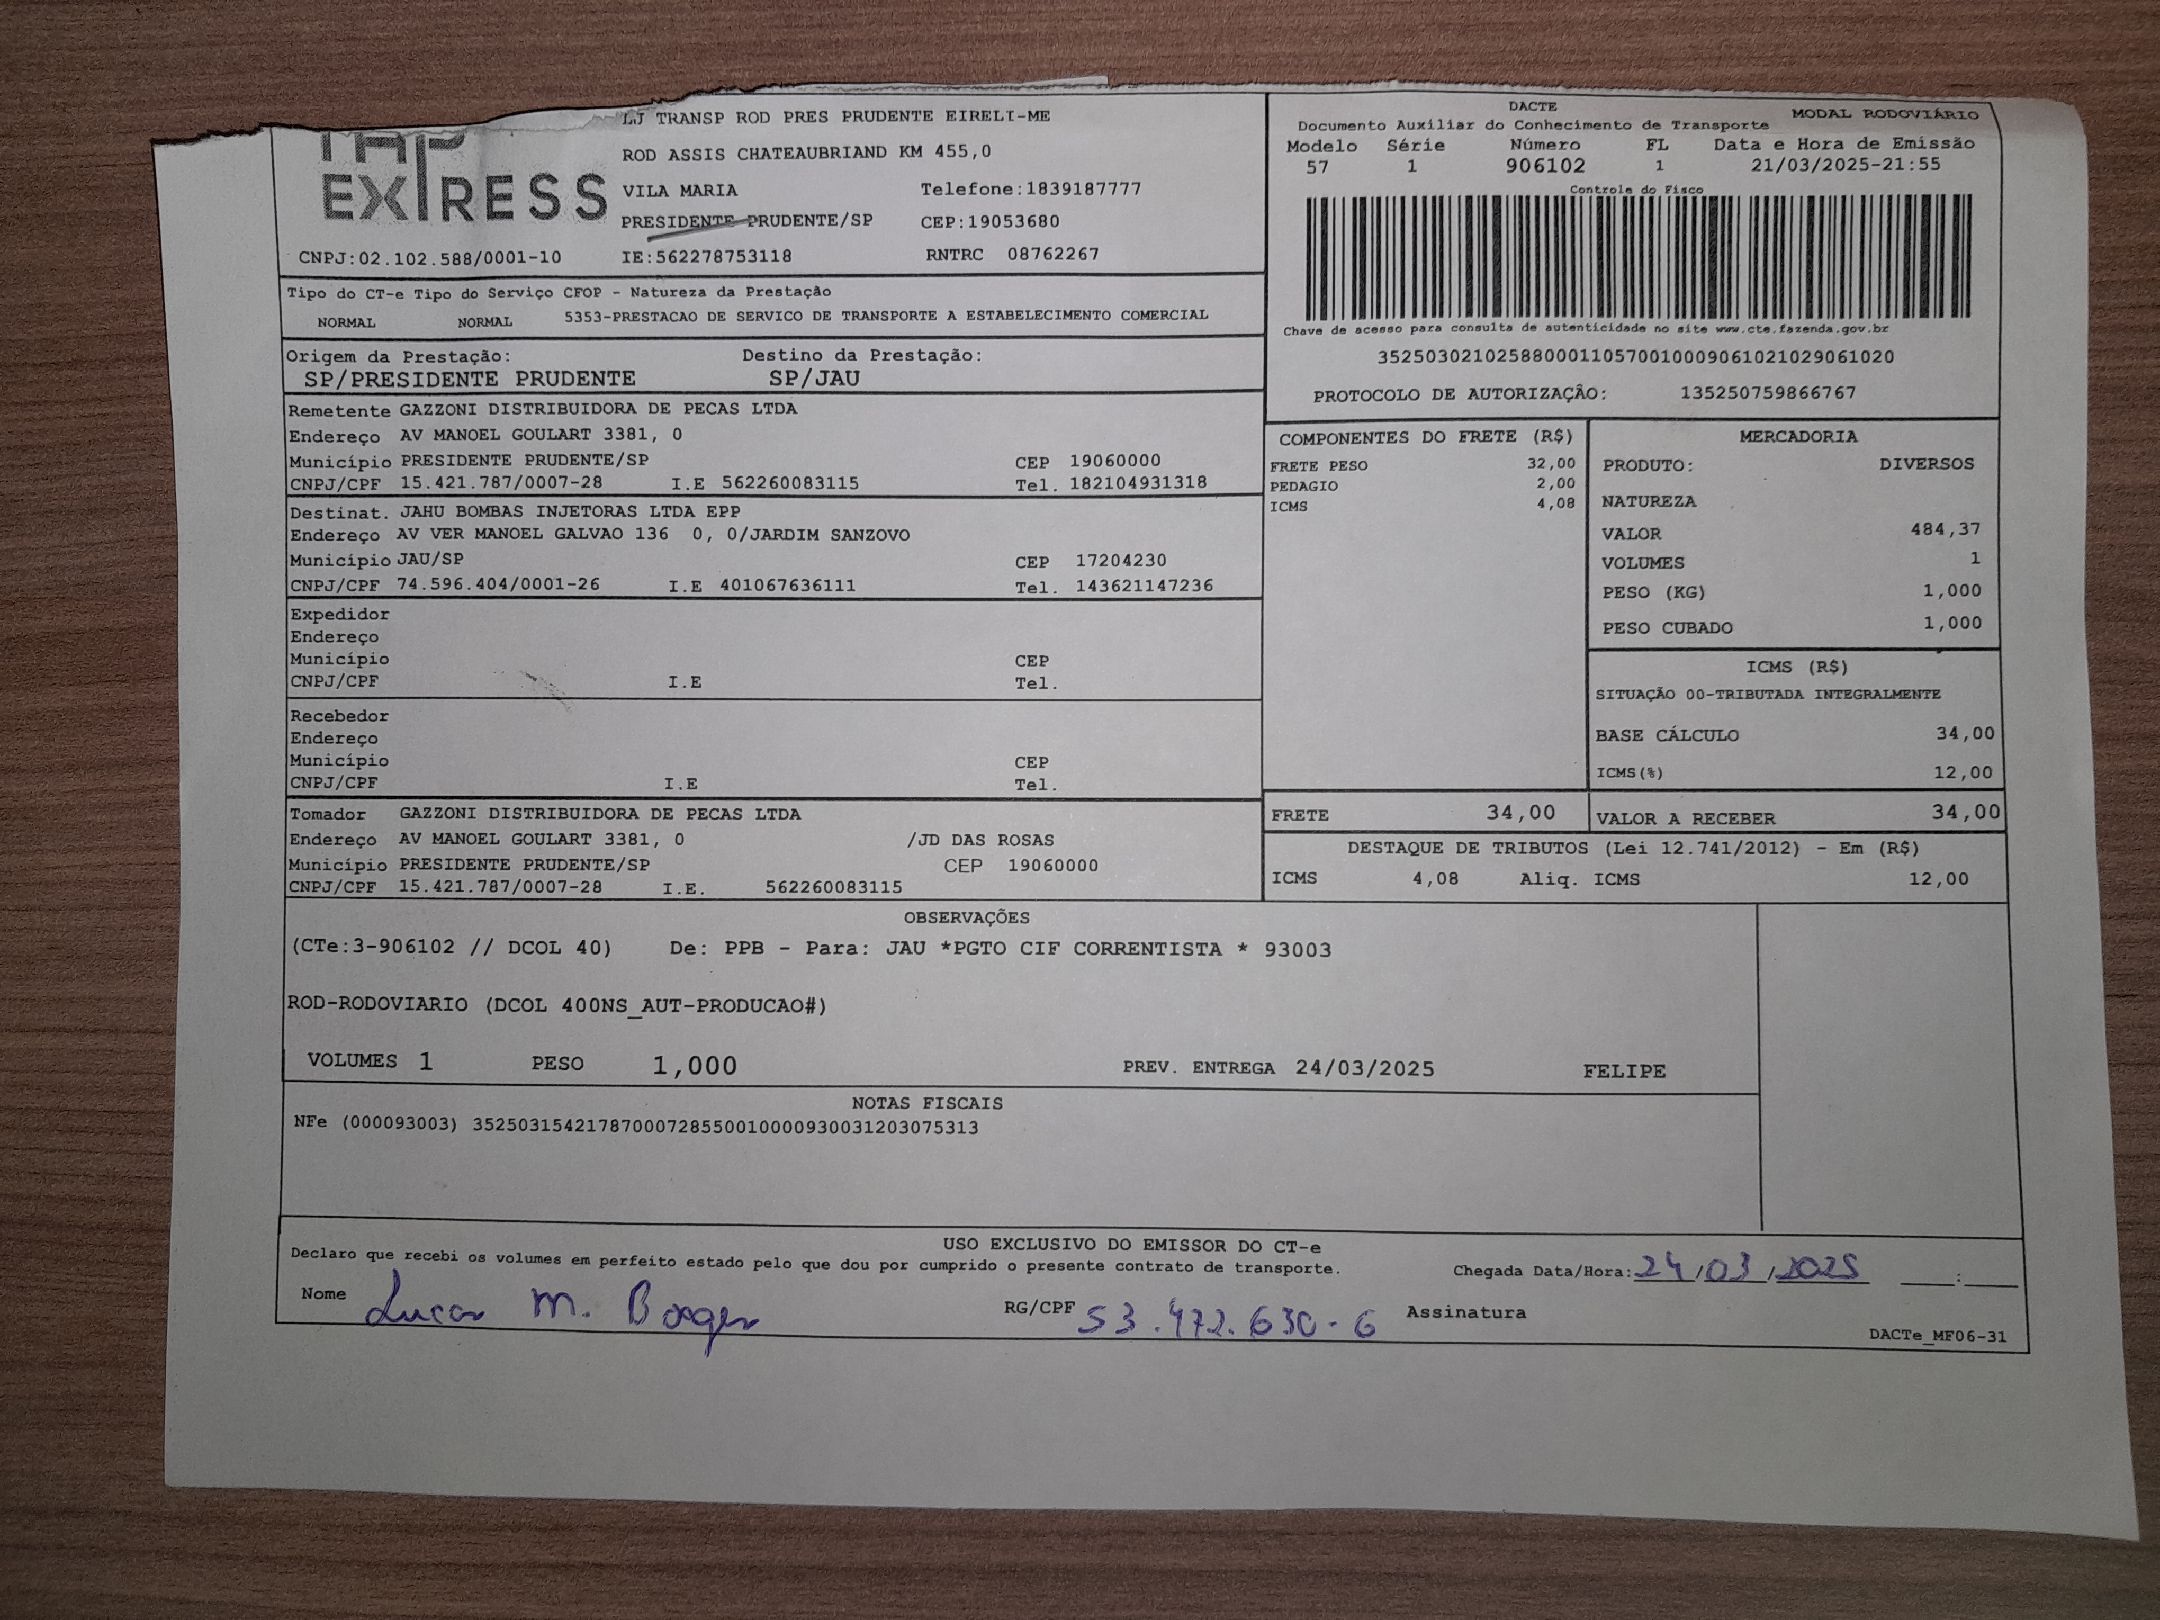 LJ TRANSP ROD PRES PRUDENTE EIRELI-ME
ROD ASSIS CHATEAUBRIAND KM 455,0
EXPRESS
VILA MARIA Telefone:1839187777
PRESIDENTE PRUDENTE/SP CEP:19053680
CNPJ:02.102.588/0001-10 IE:562278753118 RNTRC 08762267
DACTE MODAL RODOVIÁRIO
Documento Auxiliar do Conhecimento de Transporte
Modelo Série Número FL Data e Hora de Emissão
57 1 906102 1 21/03/2025-21:55
Controle do Fisco
Chave de acesso para consulta de autenticidade no site www.cte.fazenda.gov.br
35250302102588000110570010009061021029061020
PROTOCOLO DE AUTORIZAÇÂO: 135250759866767
Tipo do CT-e Tipo do Serviço CFOP - Natureza da Prestação
NORMAL NORMAL 5353-PRESTACAO DE SERVICO DE TRANSPORTE A ESTABELECIMENTO COMERCIAL
Origem da Prestação: Destino da Prestação:
SP/PRESIDENTE PRUDENTE SP/JAU
Remetente GAZZONI DISTRIBUIDORA DE PECAS LTDA
Endereço AV MANOEL GOULART 3381, 0
Município PRESIDENTE PRUDENTE/SP CEP 19060000
CNPJ/CPF 15.421.787/0007-28 I.E 562260083115 Tel. 182104931318
Destinat. JAHU BOMBAS INJETORAS LTDA EPP
Endereço AV VER MANOEL GALVAO 136 0, 0/JARDIM SANZOVO
Município JAU/SP CEP 17204230
CNPJ/CPF 74.596.404/0001-26 I.E 401067636111 Tel. 143621147236
Expedidor
Endereço
Município CEP
CNPJ/CPF I.E Tel.
Recebedor
Endereço
Município CEP
CNPJ/CPF I.E Tel.
Tomador GAZZONI DISTRIBUIDORA DE PECAS LTDA
Endereço AV MANOEL GOULART 3381, 0 /JD DAS ROSAS
Município PRESIDENTE PRUDENTE/SP CEP 19060000
CNPJ/CPF 15.421.787/0007-28 I.E. 562260083115
COMPONENTES DO FRETE (R$)
FRETE PESO 32,00
PEDAGIO 2,00
ICMS 4,08
MERCADORIA
PRODUTO: DIVERSOS
NATUREZA
VALOR 484,37
VOLUMES 1
PESO (KG) 1,000
PESO CUBADO 1,000
ICMS (R$)
SITUAÇÃO 00-TRIBUTADA INTEGRALMENTE
BASE CÁLCULO 34,00
ICMS(%) 12,00
FRETE 34,00 VALOR A RECEBER 34,00
DESTAQUE DE TRIBUTOS (Lei 12.741/2012) - Em (R$)
ICMS 4,08 Aliq. ICMS 12,00
OBSERVAÇÕES
(CTe:3-906102 // DCOL 40) De: PPB - Para: JAU *PGTO CIF CORRENTISTA * 93003
ROD-RODOVIARIO (DCOL 400NS_AUT-PRODUCAO#)
VOLUMES 1 PESO 1,000 PREV. ENTREGA 24/03/2025 FELIPE
NOTAS FISCAIS
NFe (000093003) 35250315421787000728550010000930031203075313
USO EXCLUSIVO DO EMISSOR DO CT-e
Declaro que recebi os volumes em perfeito estado pelo que dou por cumprido o presente contrato de transporte. Chegada Data/Hora: 24/03/2025 __:__
Nome Lucas M. Borges RG/CPF 53.472.630-6 Assinatura
DACTe_MF06-31